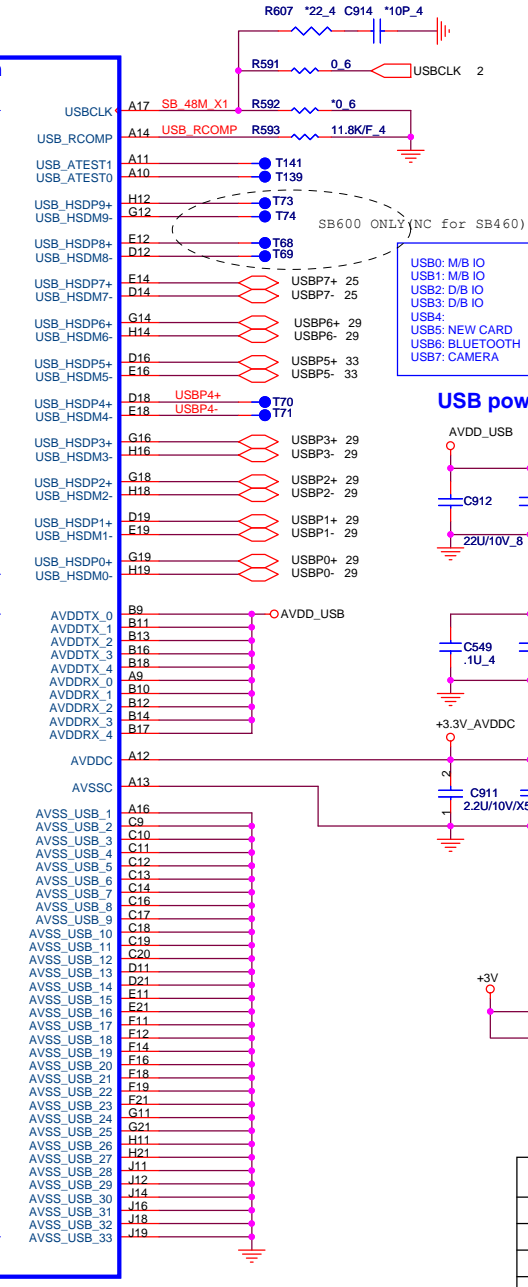 R607 *22_4 C914 *10P_4
R591 0_6 USBCLK 2
USBCLK A17 SB_48M_X1 R592 *0_6
USB_RCOMP A14 USB_RCOMP R593 11.8K/F_4
USB_ATEST1 A11 T141
USB_ATEST0 A10 T139
USB_HSDP9+ H12 T73
USB_HSDM9- G12 T74
SB600 ONLY(NC for SB460)
USB_HSDP8+ E12 T68
USB_HSDM8- D12 T69
USB0: M/B IO
USB1: M/B IO
USB2: D/B IO
USB3: D/B IO
USB4:
USB5: NEW CARD
USB6: BLUETOOTH
USB7: CAMERA
USB_HSDP7+ E14 USBP7+ 25
USB_HSDM7- D14 USBP7- 25
USB_HSDP6+ G14 USBP6+ 29
USB_HSDM6- H14 USBP6- 29
USB_HSDP5+ D16 USBP5+ 33
USB_HSDM5- E16 USBP5- 33
USB_HSDP4+ D18 USBP4+ T70
USB_HSDM4- E18 USBP4- T71
USB pow
AVDD_USB
USB_HSDP3+ G16 USBP3+ 29
USB_HSDM3- H16 USBP3- 29
USB_HSDP2+ G18 USBP2+ 29
USB_HSDM2- H18 USBP2- 29
C912
22U/10V_8
USB_HSDP1+ D19 USBP1+ 29
USB_HSDM1- E19 USBP1- 29
USB_HSDP0+ G19 USBP0+ 29
USB_HSDM0- H19 USBP0- 29
AVDDTX_0 B9 AVDD_USB
AVDDTX_1 B11
AVDDTX_2 B13
AVDDTX_3 B16
AVDDTX_4 B18
AVDDRX_0 A9
AVDDRX_1 B10
AVDDRX_2 B12
AVDDRX_3 B14
AVDDRX_4 B17
C549
.1U_4
+3.3V_AVDDC
AVDDC A12
AVSSC A13
2
C911
2.2U/10V/X5
1
AVSS_USB_1 A16
AVSS_USB_2 C9
AVSS_USB_3 C10
AVSS_USB_4 C11
AVSS_USB_5 C12
AVSS_USB_6 C13
AVSS_USB_7 C14
AVSS_USB_8 C16
AVSS_USB_9 C17
AVSS_USB_10 C18
AVSS_USB_11 C19
AVSS_USB_12 C20
AVSS_USB_13 D11
AVSS_USB_14 D21
AVSS_USB_15 E11
AVSS_USB_16 E21
AVSS_USB_17 F11
AVSS_USB_18 F12
AVSS_USB_19 F14
AVSS_USB_20 F16
AVSS_USB_21 F18
AVSS_USB_22 F19
AVSS_USB_23 F21
AVSS_USB_24 G11
AVSS_USB_25 G21
AVSS_USB_26 H11
AVSS_USB_27 H21
AVSS_USB_28 J11
AVSS_USB_29 J12
AVSS_USB_30 J14
AVSS_USB_31 J16
AVSS_USB_32 J18
AVSS_USB_33 J19
+3V